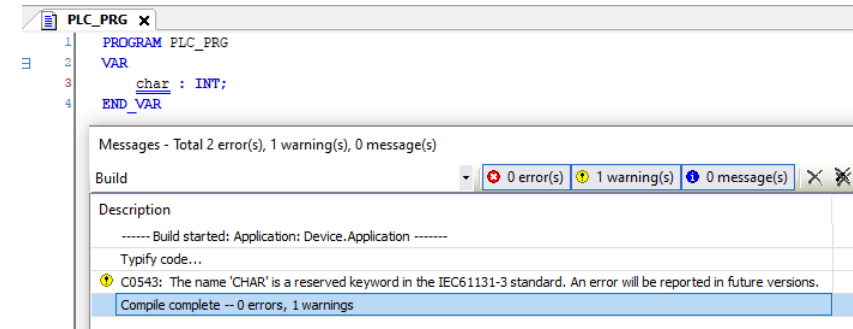 PLC_PRG X
1 PROGRAM PLC_PRG
2 VAR
3 char : INT;
4 END_VAR
Messages - Total 2 error(s), 1 warning(s), 0 message(s)
Build 0 error(s) 1 warning(s) 0 message(s)
Description
------ Build started: Application: Device.Application -------
Typify code...
C0543: The name 'CHAR' is a reserved keyword in the IEC61131-3 standard. An error will be reported in future versions.
Compile complete -- 0 errors, 1 warnings